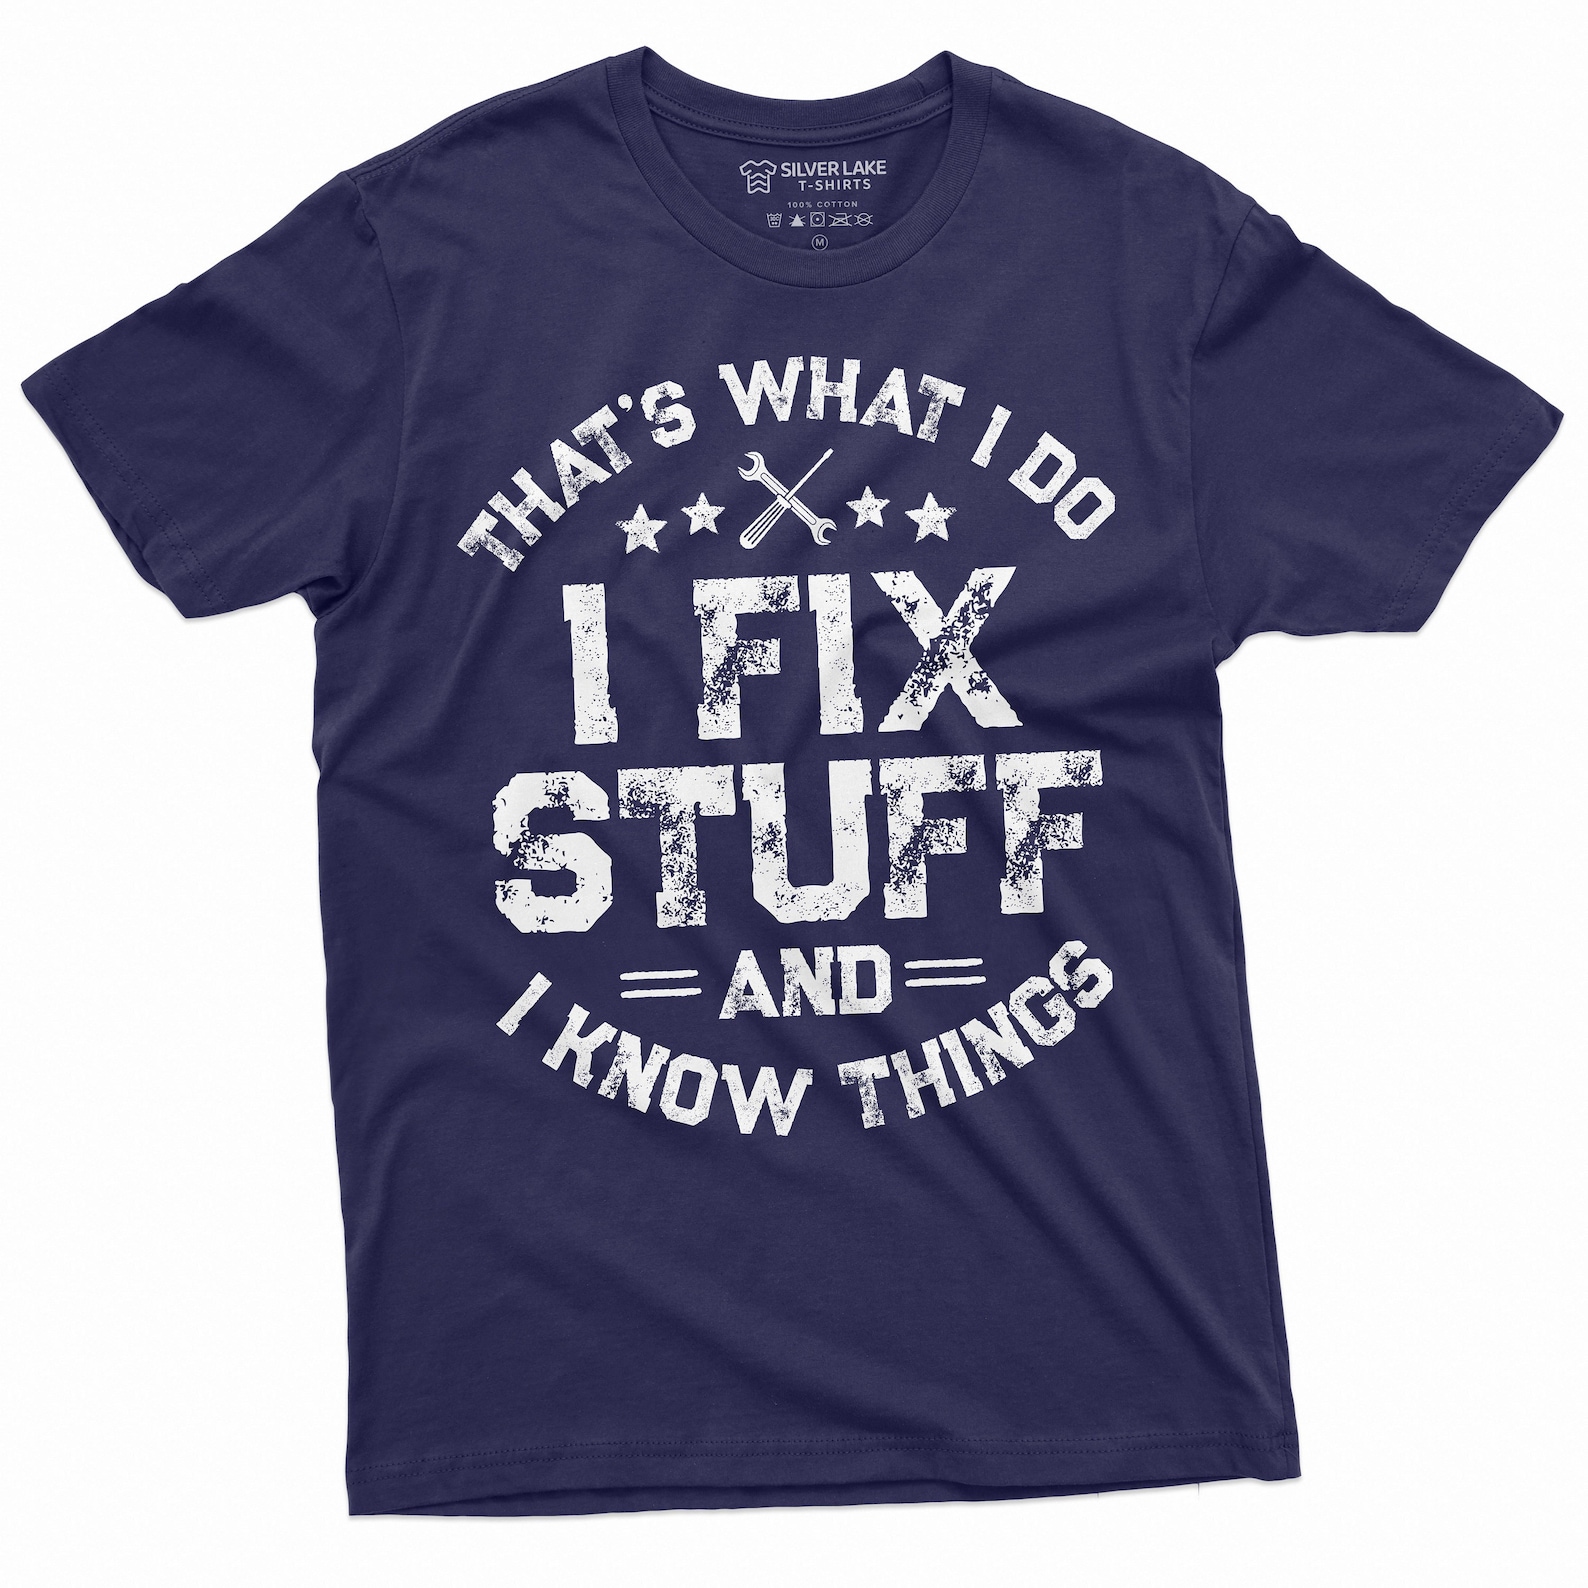 SILVER LAKE
T-SHIRTS
100% COTTON
M
THAT'S WHAT I DO
I FIX
STUFF
AND
I KNOW THINGS